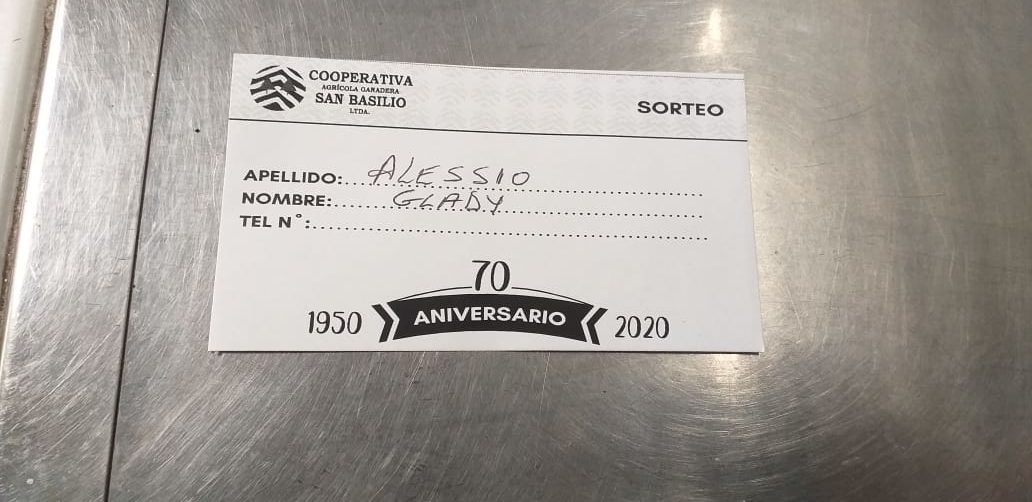 COOPERATIVA
AGRÍCOLA GANADERA
SAN BASILIO
LTDA.
SORTEO
APELLIDO: ALESSIO
NOMBRE: GLADY
TEL N°:
70
1950 ANIVERSARIO 2020